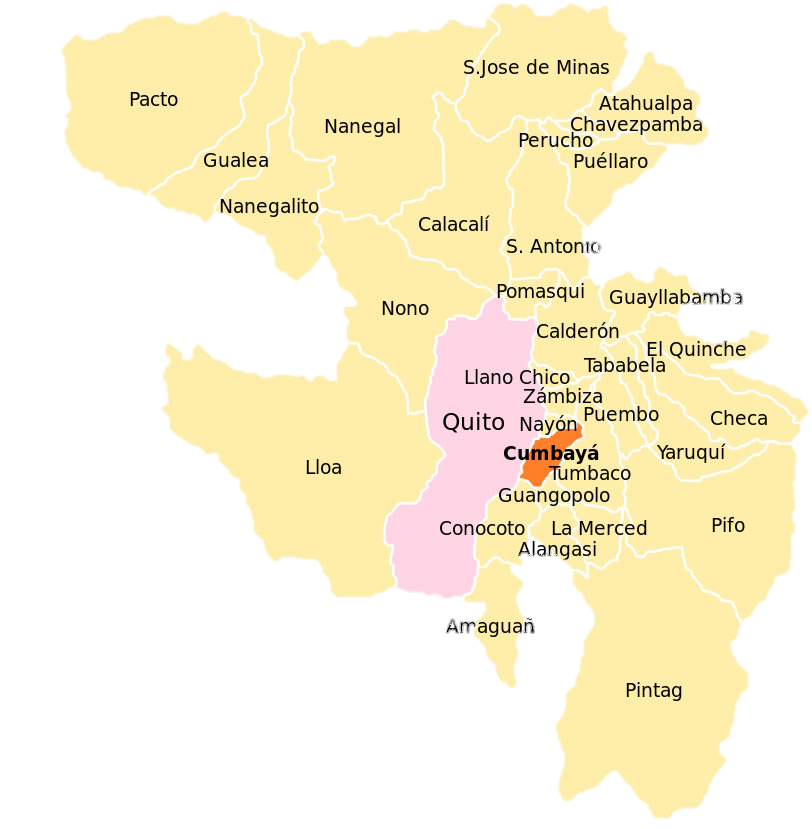 S.Jose de Minas
Pacto
Atahualpa
Nanegal
Chavezpamba
Perucho
Gualea
Puéllaro
Nanegalito
Calacalí
S. Antonio
Pomasqui
Guayllabamba
Nono
Calderón
El Quinche
Tababela
Llano Chico
Zámbiza
Puembo
Checa
Quito
Nayón
Cumbayá
Yaruquí
Lloa
Tumbaco
Guangopolo
Pifo
Conocoto
La Merced
Alangasi
Amaguañ
Pintag